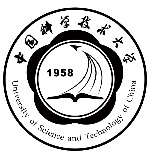 中国科学技术大学
1958
University of Science and Technology of China